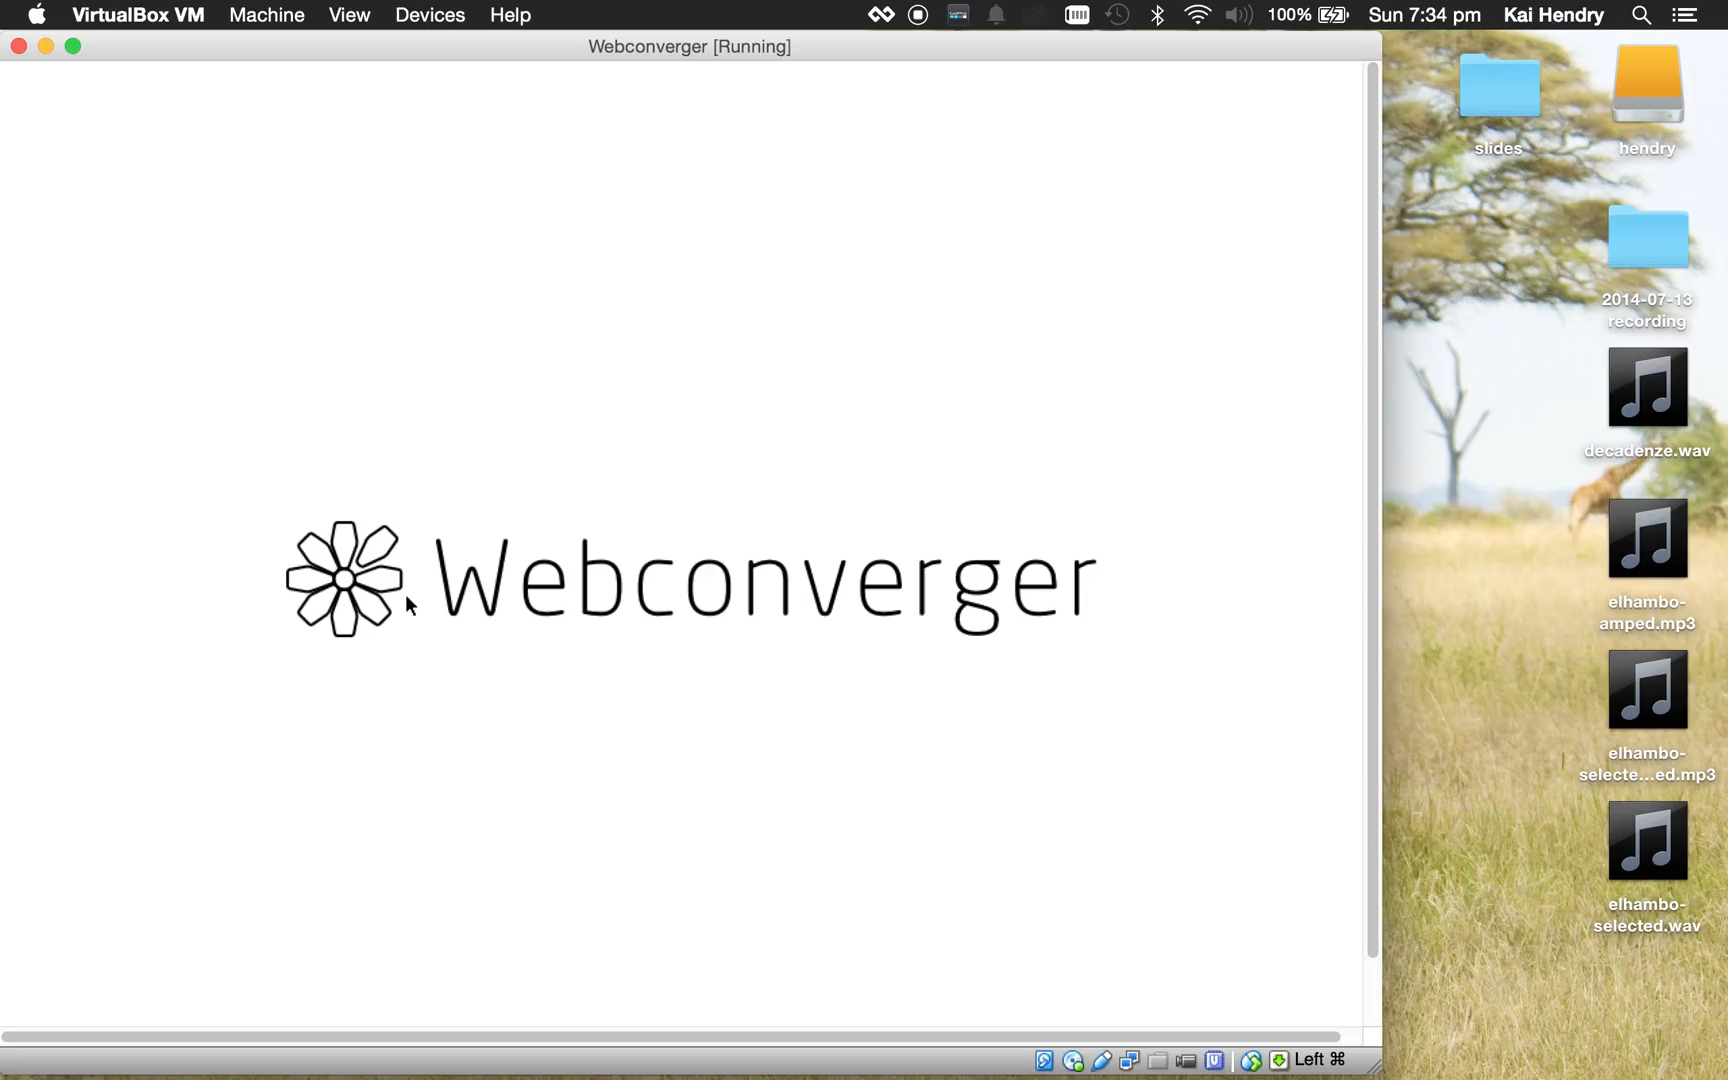 VirtualBox VM Machine View Devices Help 100% Sun 7:34 pm Kai Hendry
Webconverger [Running]
slides
hendry
2014-07-13
recording
decadenze.wav
elhambo-
amped.mp3
elhambo-
selecte...ed.mp3
elhambo-
selected.wav
Webconverger
Left ⌘